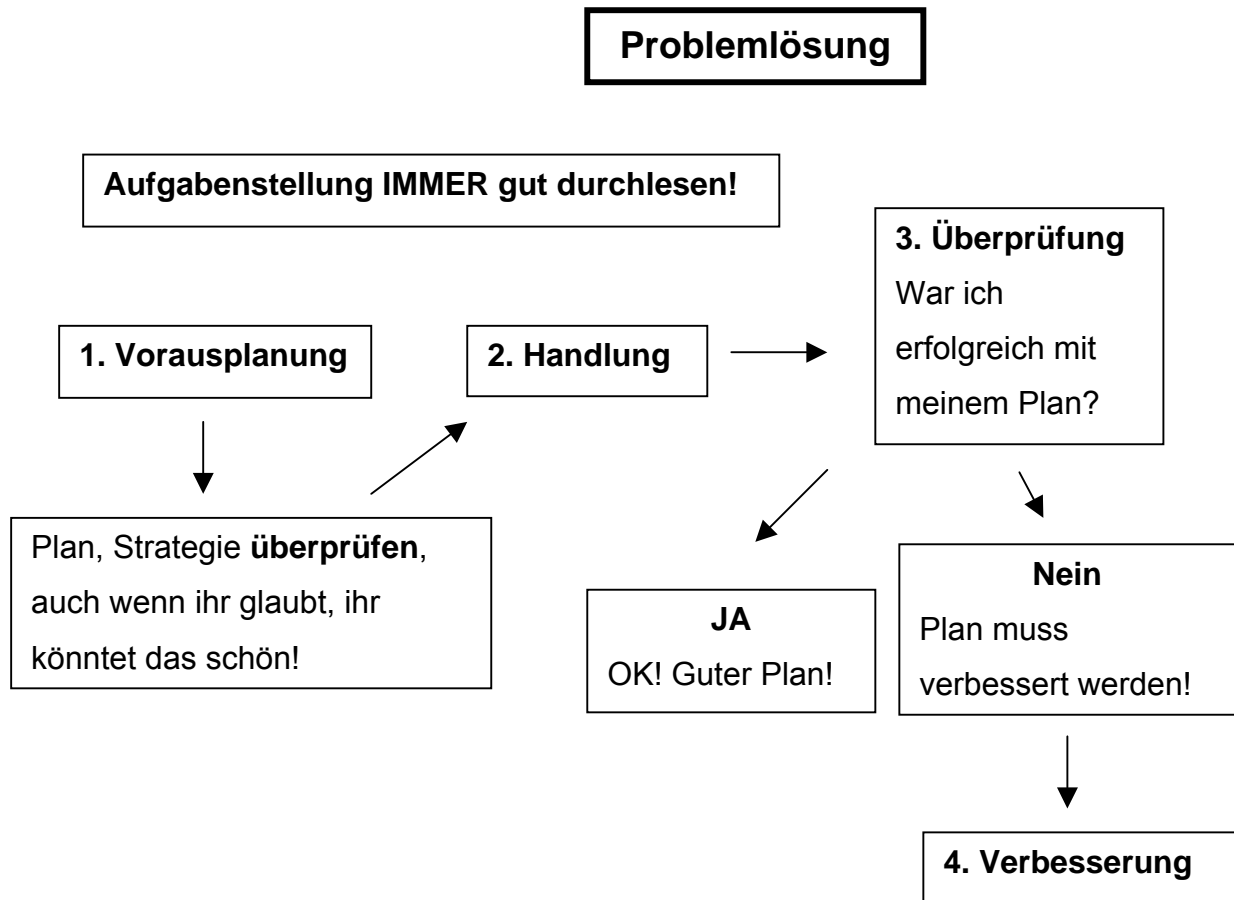 Problemlösung
Aufgabenstellung IMMER gut durchlesen!
1. Vorausplanung
Plan, Strategie überprüfen,
auch wenn ihr glaubt, ihr
könntet das schön!
2. Handlung
3. Überprüfung
War ich
erfolgreich mit
meinem Plan?
JA
OK! Guter Plan!
Nein
Plan muss
verbessert werden!
4. Verbesserung